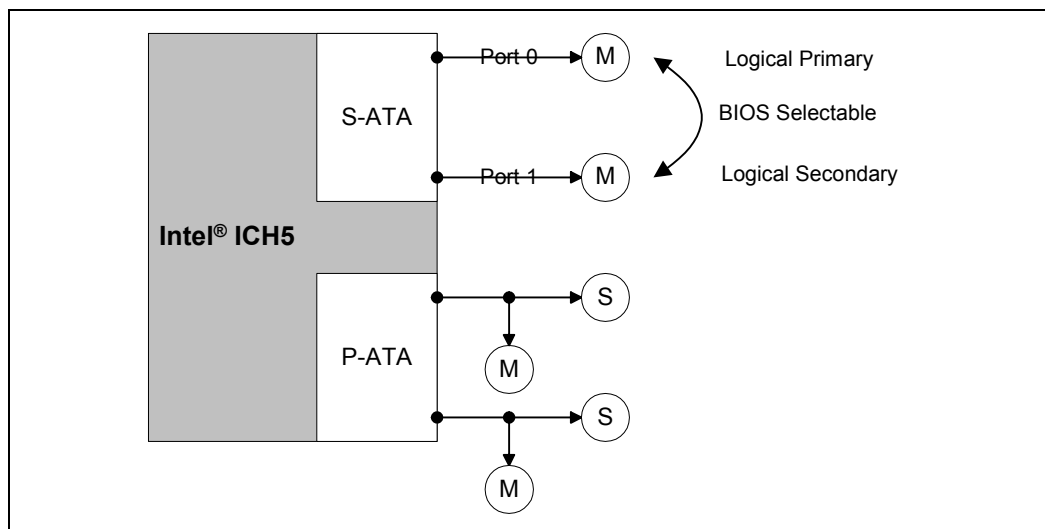 Port 0
M
Logical Primary
S-ATA
BIOS Selectable
Port 1
M
Logical Secondary
Intel® ICH5
S
P-ATA
M
S
M